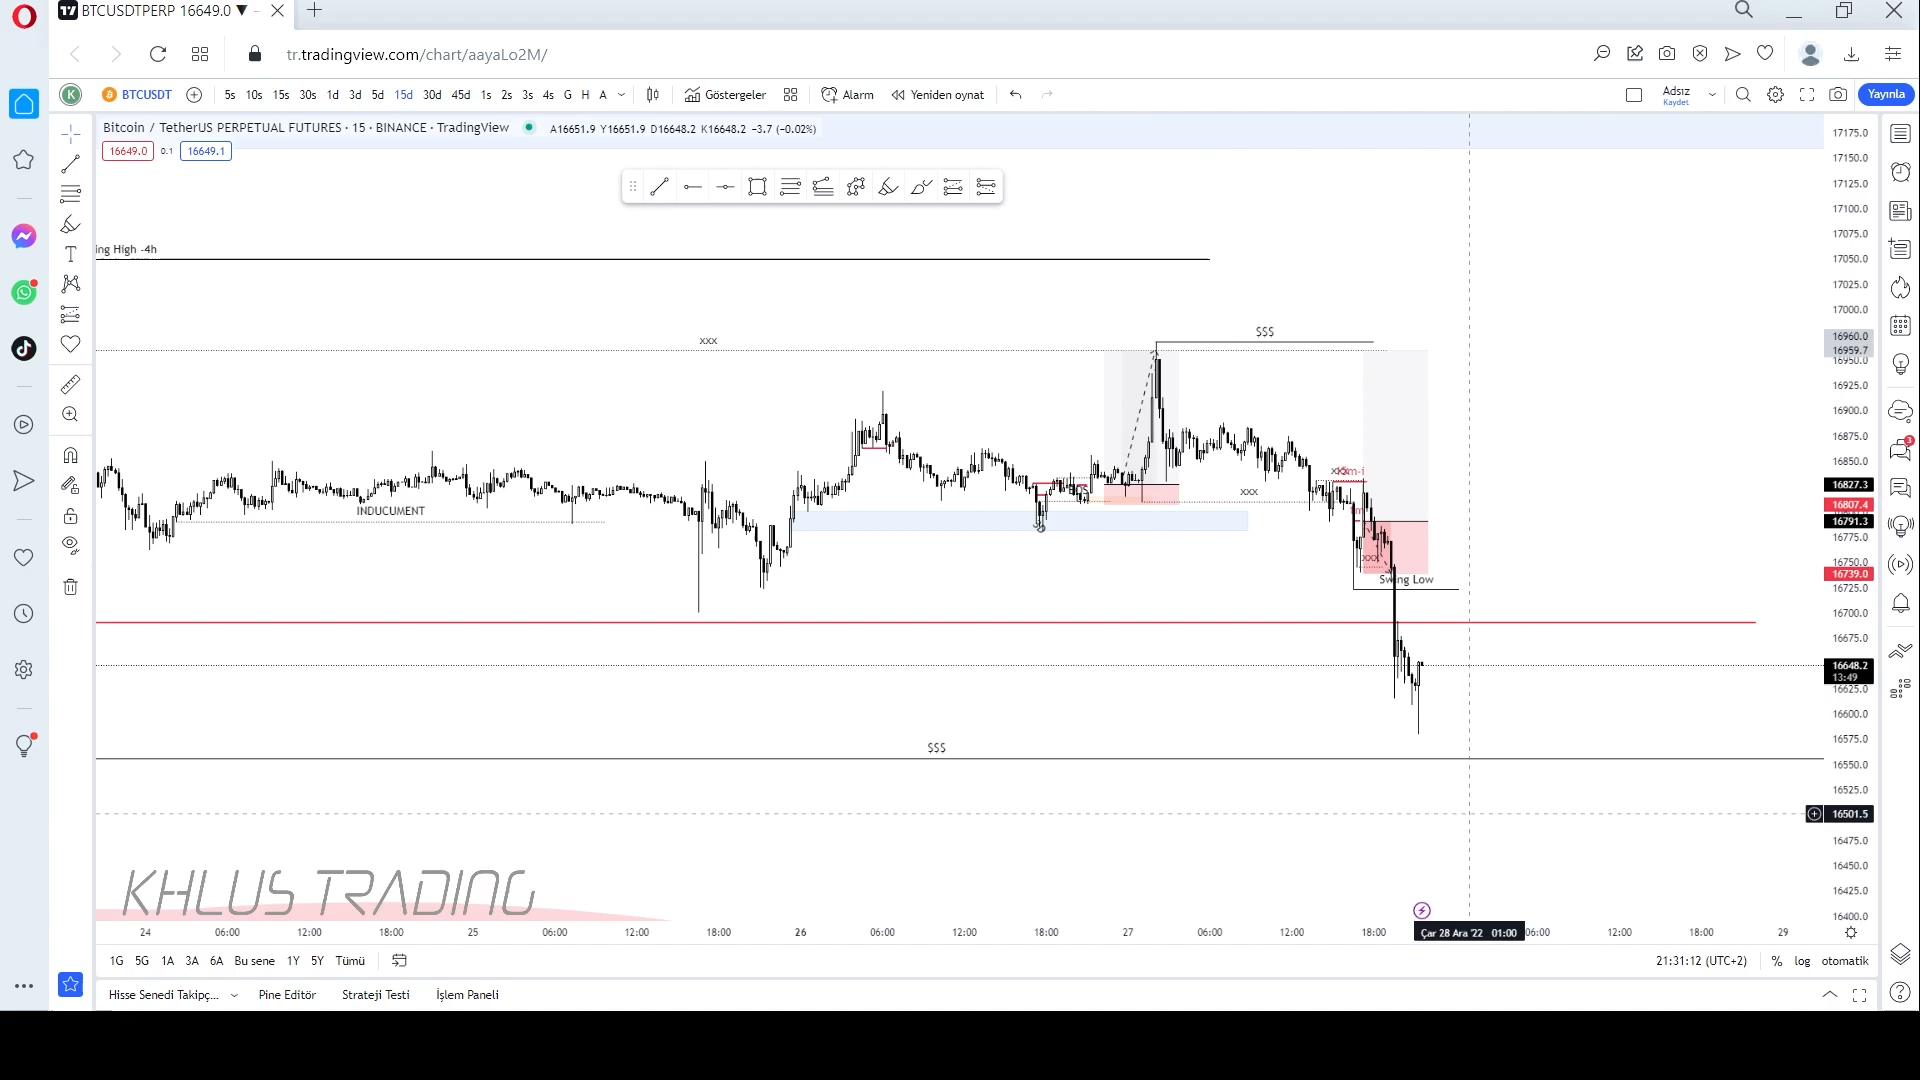 BTCUSDTPERP 16649.0 ▼ –
tr.tradingview.com/chart/aayaLo2M/
K BTCUSDT 5s 10s 15s 30s 1d 3d 5d 15d 30d 45d 1s 2s 3s 4s G H A Göstergeler Alarm Yeniden oynat Adsız Yayınla
Kaydet
Bitcoin / TetherUS PERPETUAL FUTURES · 15 · BINANCE · TradingView A16651.9 Y16651.9 D16648.2 K16648.2 −3.7 (−0.02%)
16649.0 0.1 16649.1
17175.0
17150.0
17125.0
17100.0
17075.0
ing High -4h
17050.0
17025.0
17000.0
$$$
16960.0
xxx
16959.7
16950.0
16925.0
16900.0
16875.0
16850.0
3
16827.3
xxx
16807.4
INDUCUMENT
16791.3
16775.0
xxx
16750.0
16739.0
Swing Low
16725.0
16700.0
16675.0
16648.2
13:49
16625.0
16600.0
16575.0
$$$
16550.0
16525.0
16501.5
16475.0
16450.0
16425.0
KHLUS TRADING
16400.0
24 06:00 12:00 18:00 25 06:00 12:00 18:00 26 06:00 12:00 18:00 27 06:00 12:00 18:00 Çar 28 Ara '22 01:00 06:00 12:00 18:00 29
1G 5G 1A 3A 6A Bu sene 1Y 5Y Tümü 21:31:12 (UTC+2) % log otomatik
Hisse Senedi Takipç... Pine Editör Strateji Testi İşlem Paneli